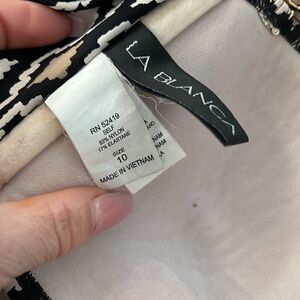 LA BLANCA
RN 52419
SELF
83% NYLON
17% ELASTANE
SIZE:
10
MADE IN VIETNAM